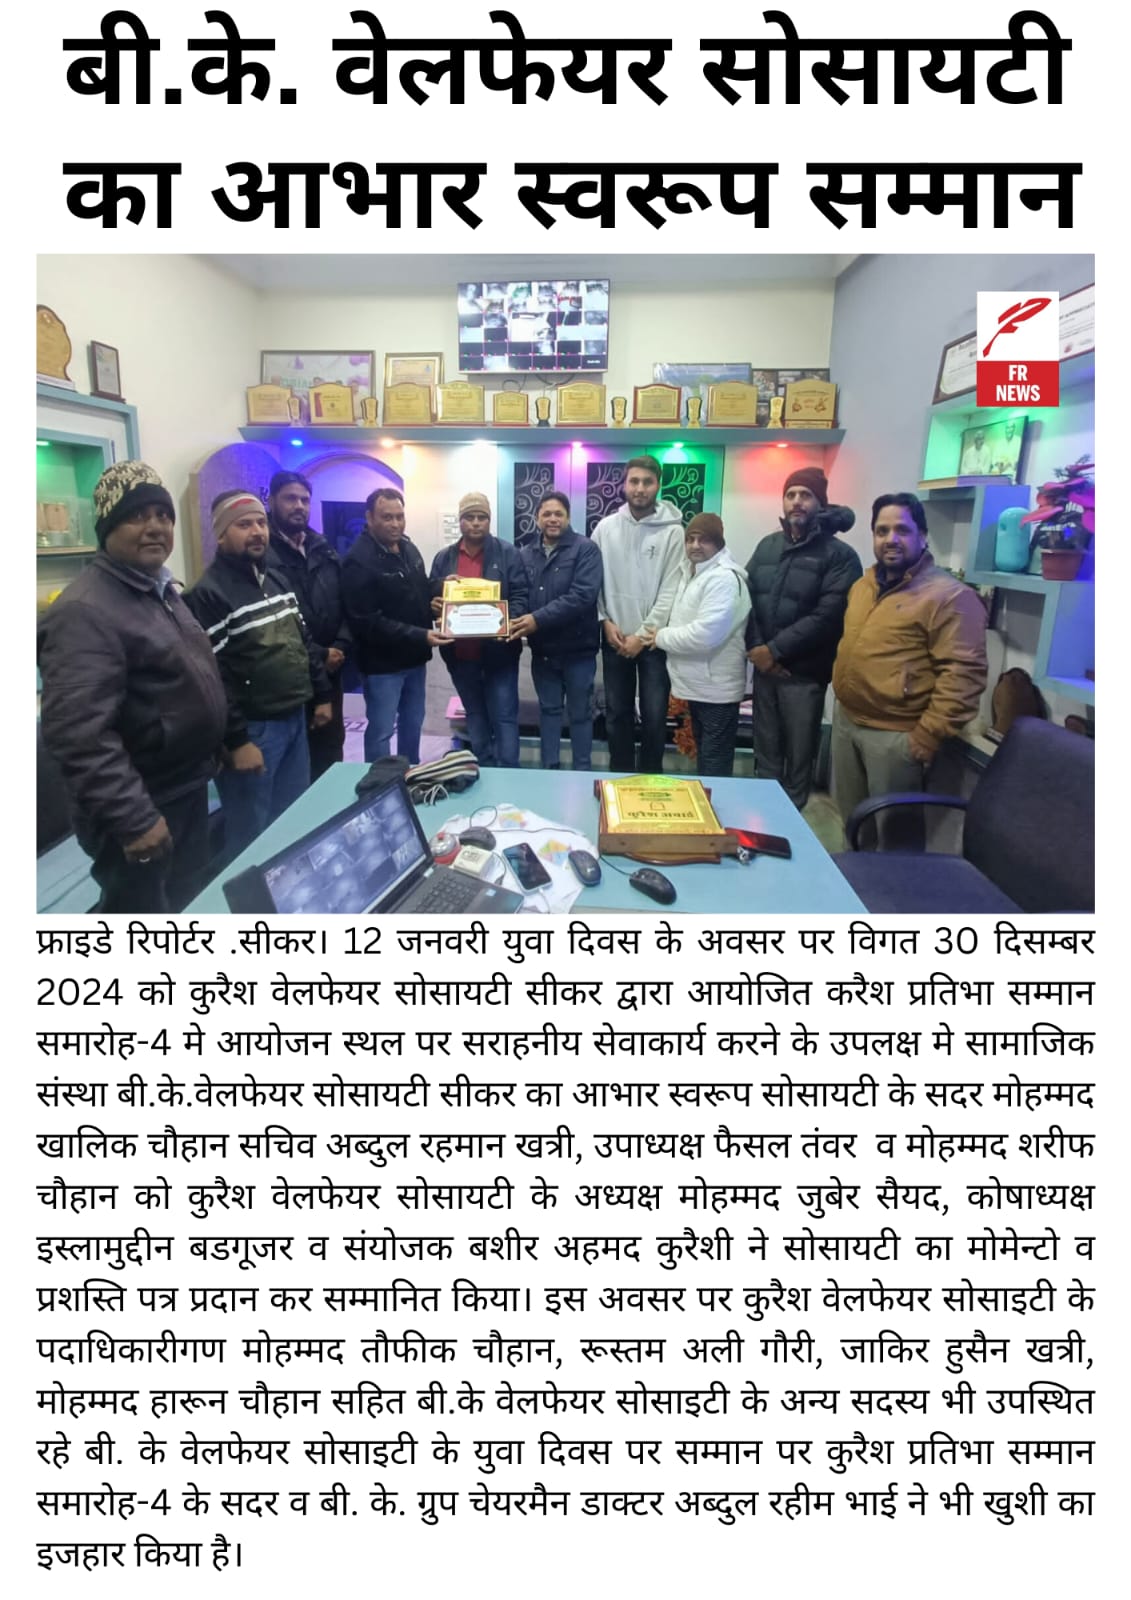 बी.के. वेलफेयर सोसायटी
का आभार स्वरूप सम्मान
FR
NEWS
कुरैश अवार्ड
फ्राइडे रिपोर्टर .सीकर। 12 जनवरी युवा दिवस के अवसर पर विगत 30 दिसम्बर
2024 को कुरैश वेलफेयर सोसायटी सीकर द्वारा आयोजित करैश प्रतिभा सम्मान
समारोह-4 मे आयोजन स्थल पर सराहनीय सेवाकार्य करने के उपलक्ष मे सामाजिक
संस्था बी.के.वेलफेयर सोसायटी सीकर का आभार स्वरूप सोसायटी के सदर मोहम्मद
खालिक चौहान सचिव अब्दुल रहमान खत्री, उपाध्यक्ष फैसल तंवर व मोहम्मद शरीफ
चौहान को कुरैश वेलफेयर सोसायटी के अध्यक्ष मोहम्मद जुबेर सैयद, कोषाध्यक्ष
इस्लामुद्दीन बडगूजर व संयोजक बशीर अहमद कुरैशी ने सोसायटी का मोमेन्टो व
प्रशस्ति पत्र प्रदान कर सम्मानित किया। इस अवसर पर कुरैश वेलफेयर सोसाइटी के
पदाधिकारीगण मोहम्मद तौफीक चौहान, रूस्तम अली गौरी, जाकिर हुसैन खत्री,
मोहम्मद हारून चौहान सहित बी.के वेलफेयर सोसाइटी के अन्य सदस्य भी उपस्थित
रहे बी. के वेलफेयर सोसाइटी के युवा दिवस पर सम्मान पर कुरैश प्रतिभा सम्मान
समारोह-4 के सदर व बी. के. ग्रुप चेयरमैन डाक्टर अब्दुल रहीम भाई ने भी खुशी का
इजहार किया है।